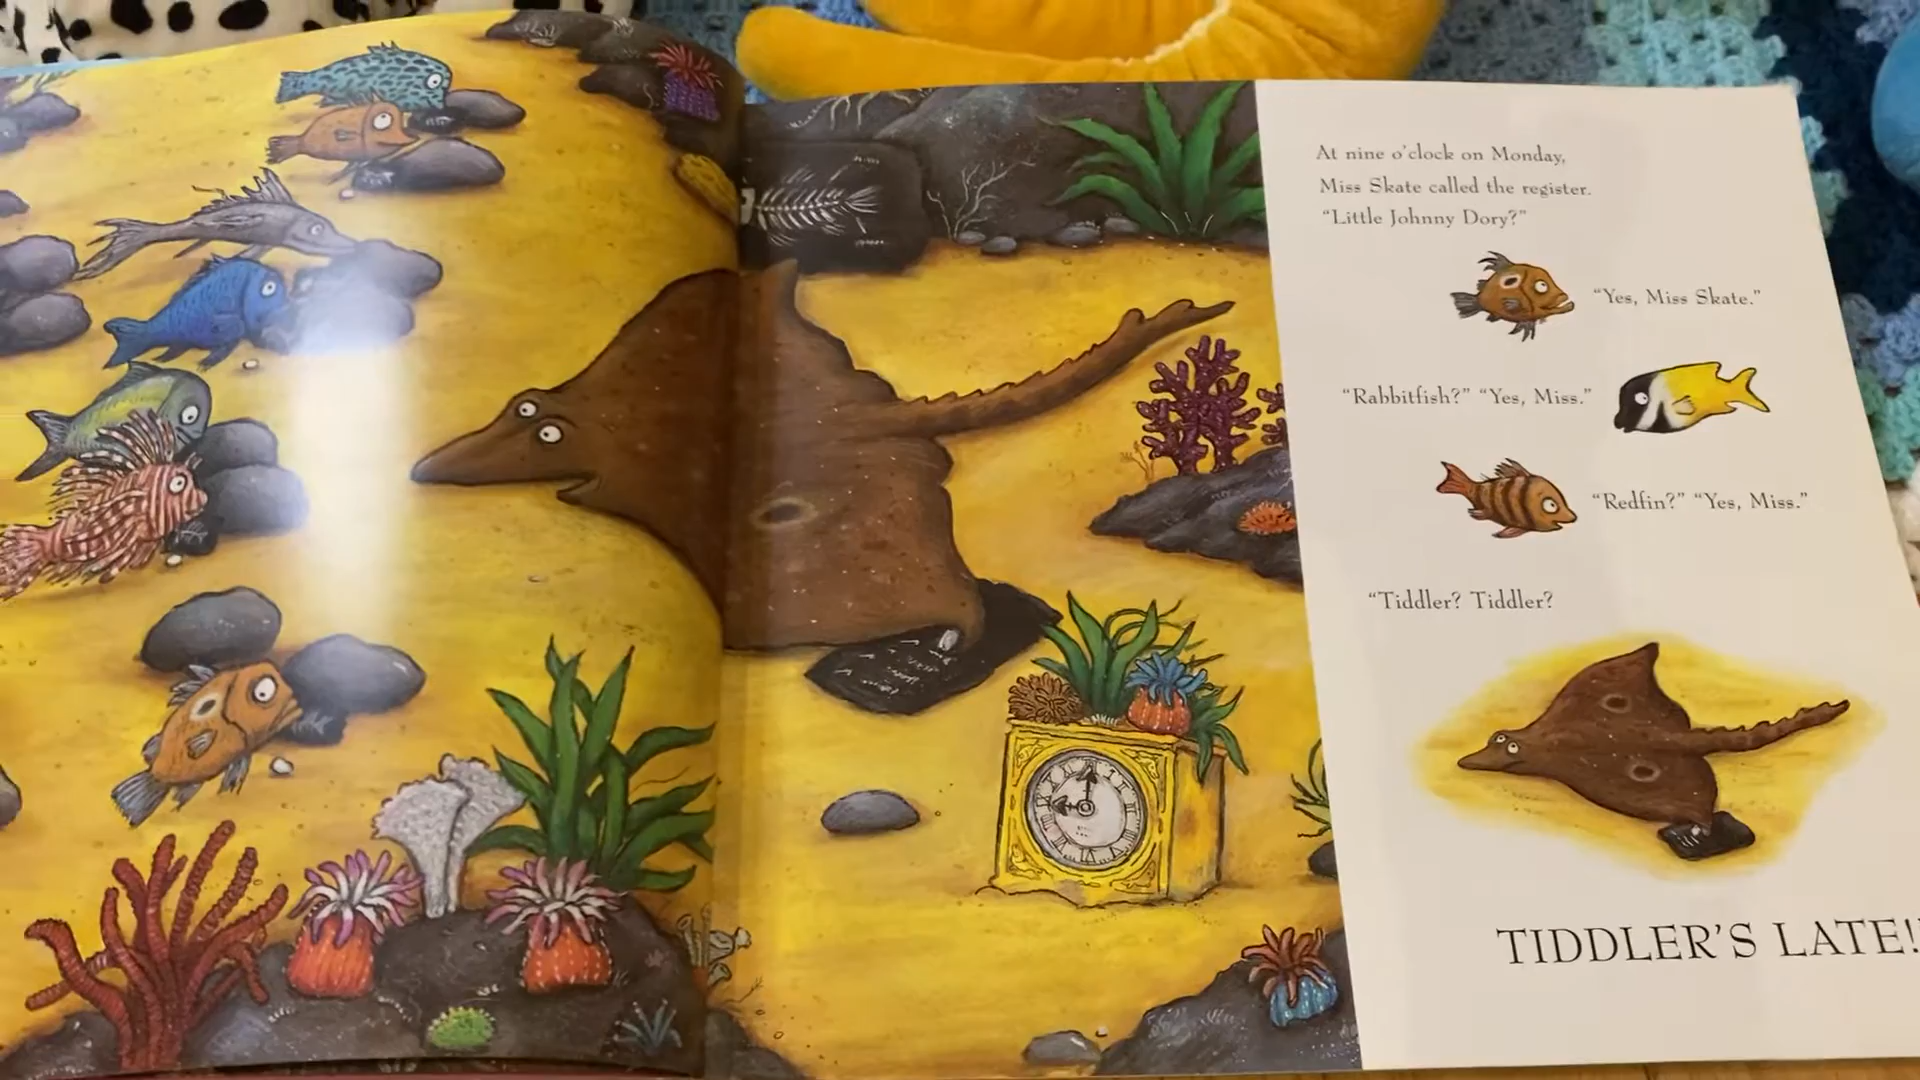 At nine o'clock on Monday,
Miss Skate called the register.
“Little Johnny Dory?”
“Yes, Miss Skate.”
“Rabbitfish?” “Yes, Miss.”
“Redfin?” “Yes, Miss.”
“Tiddler? Tiddler?
TIDDLER'S LATE!